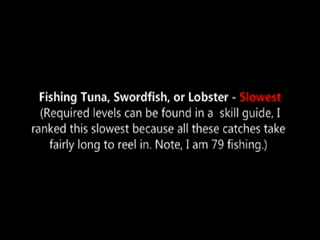 Fishing Tuna, Swordfish, or Lobster - Slowest
(Required levels can be found in a skill guide, I
ranked this slowest because all these catches take
fairly long to reel in. Note, I am 79 fishing.)